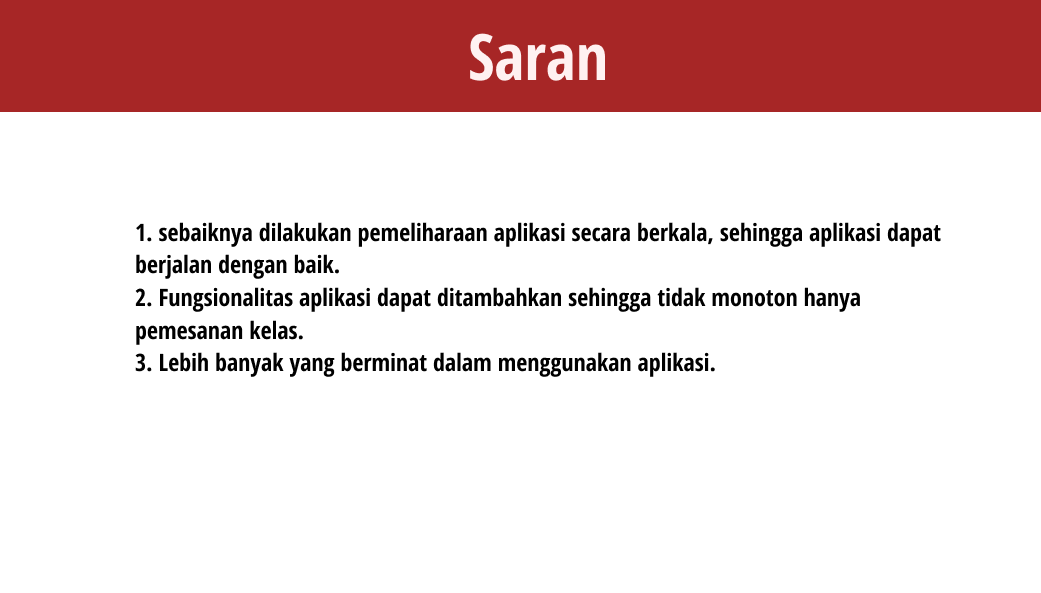 Saran
1. sebaiknya dilakukan pemeliharaan aplikasi secara berkala, sehingga aplikasi dapat
berjalan dengan baik.
2. Fungsionalitas aplikasi dapat ditambahkan sehingga tidak monoton hanya
pemesanan kelas.
3. Lebih banyak yang berminat dalam menggunakan aplikasi.